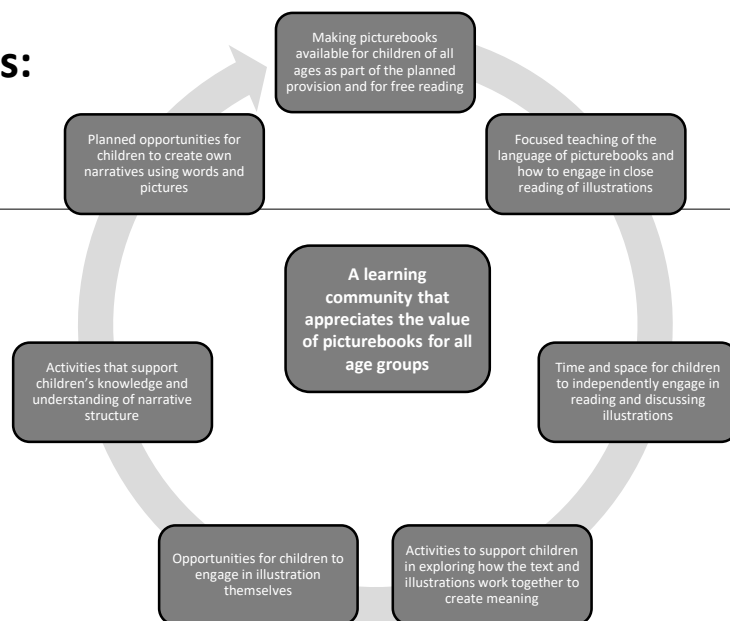 s:
Making picturebooks
available for children of all
ages as part of the planned
provision and for free reading
Focused teaching of the
language of picturebooks and
how to engage in close
reading of illustrations
Time and space for children
to independently engage in
reading and discussing
illustrations
Activities to support children
in exploring how the text and
illustrations work together to
create meaning
Opportunities for children to
engage in illustration
themselves
Activities that support
children’s knowledge and
understanding of narrative
structure
Planned opportunities for
children to create own
narratives using words and
pictures
A learning
community that
appreciates the value
of picturebooks for all
age groups